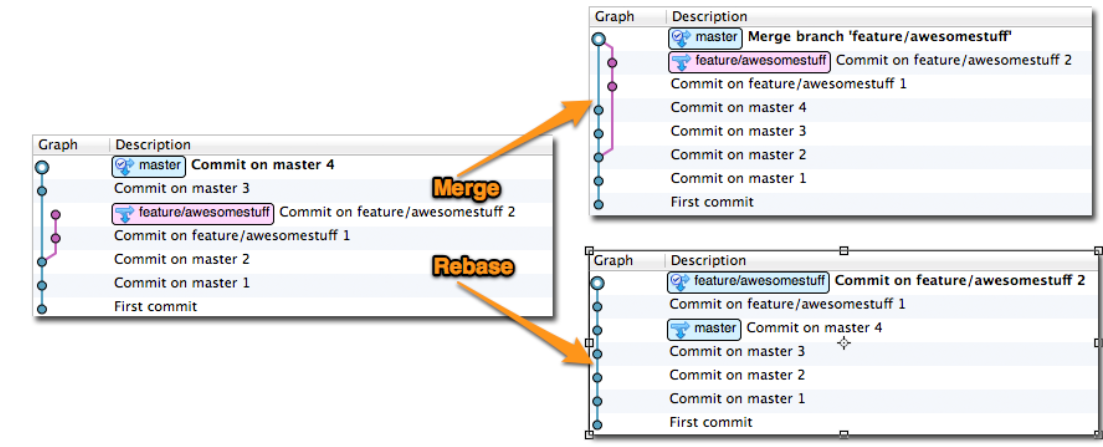 Graph Description
master Commit on master 4
Commit on master 3
feature/awesomestuff Commit on feature/awesomestuff 2
Commit on feature/awesomestuff 1
Commit on master 2
Commit on master 1
First commit
Merge
Rebase
Graph Description
master Merge branch 'feature/awesomestuff'
feature/awesomestuff Commit on feature/awesomestuff 2
Commit on feature/awesomestuff 1
Commit on master 4
Commit on master 3
Commit on master 2
Commit on master 1
First commit
Graph Description
feature/awesomestuff Commit on feature/awesomestuff 2
Commit on feature/awesomestuff 1
master Commit on master 4
Commit on master 3
Commit on master 2
Commit on master 1
First commit